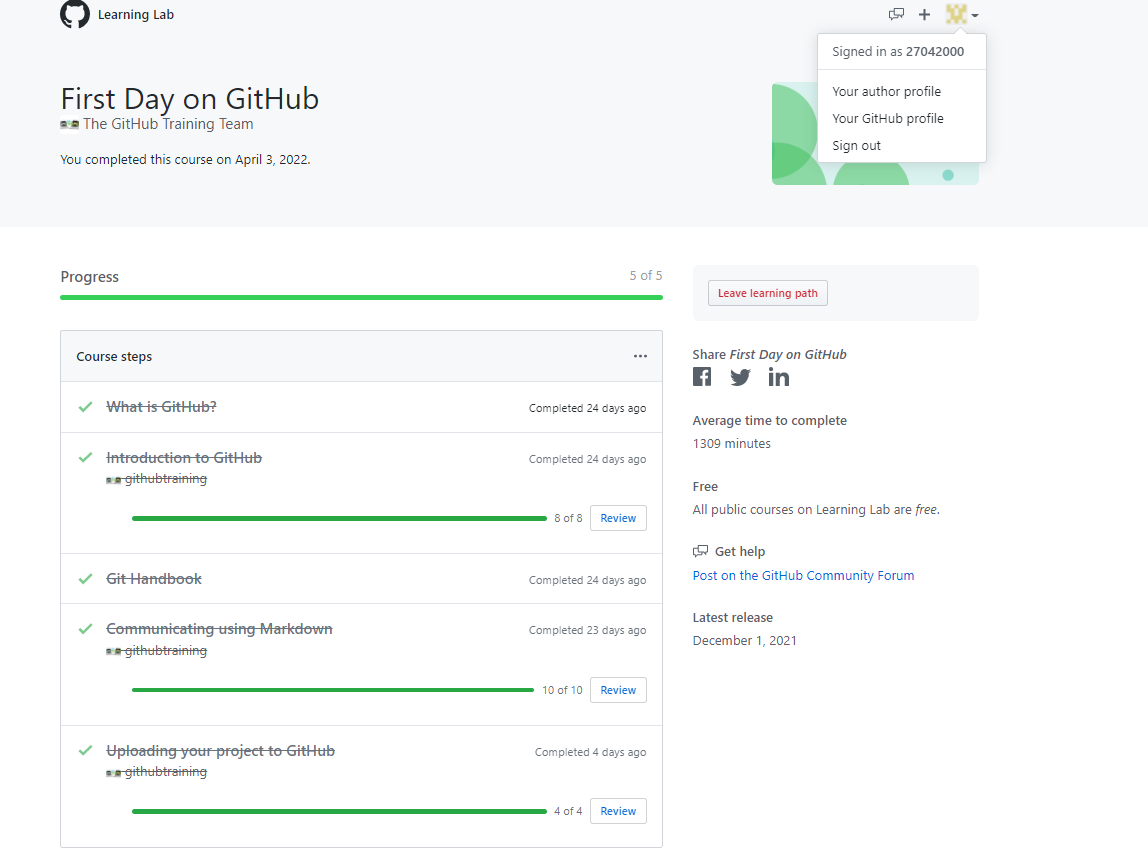 Learning Lab
Signed in as 27042000
Your author profile
Your GitHub profile
Sign out
First Day on GitHub
The GitHub Training Team
You completed this course on April 3, 2022.
Progress
5 of 5
Course steps
What is GitHub?
Completed 24 days ago
Introduction to GitHub
Completed 24 days ago
githubtraining
8 of 8
Review
Git Handbook
Completed 24 days ago
Communicating using Markdown
Completed 23 days ago
githubtraining
10 of 10
Review
Uploading your project to GitHub
Completed 4 days ago
githubtraining
4 of 4
Review
Leave learning path
Share First Day on GitHub
Average time to complete
1309 minutes
Free
All public courses on Learning Lab are free.
Get help
Post on the GitHub Community Forum
Latest release
December 1, 2021